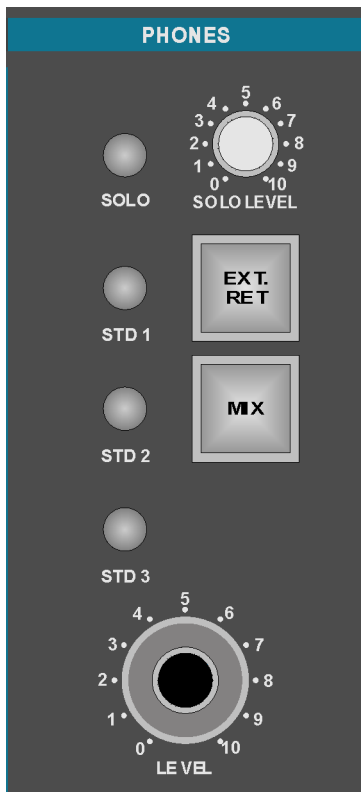 PHONES
5
4 6
3 7
2 8
1 9
0 10
SOLO SOLO LEVEL
EXT.
RET
STD 1
MIX
STD 2
STD 3
5
4 6
3 7
2 8
1 9
0 10
LEVEL